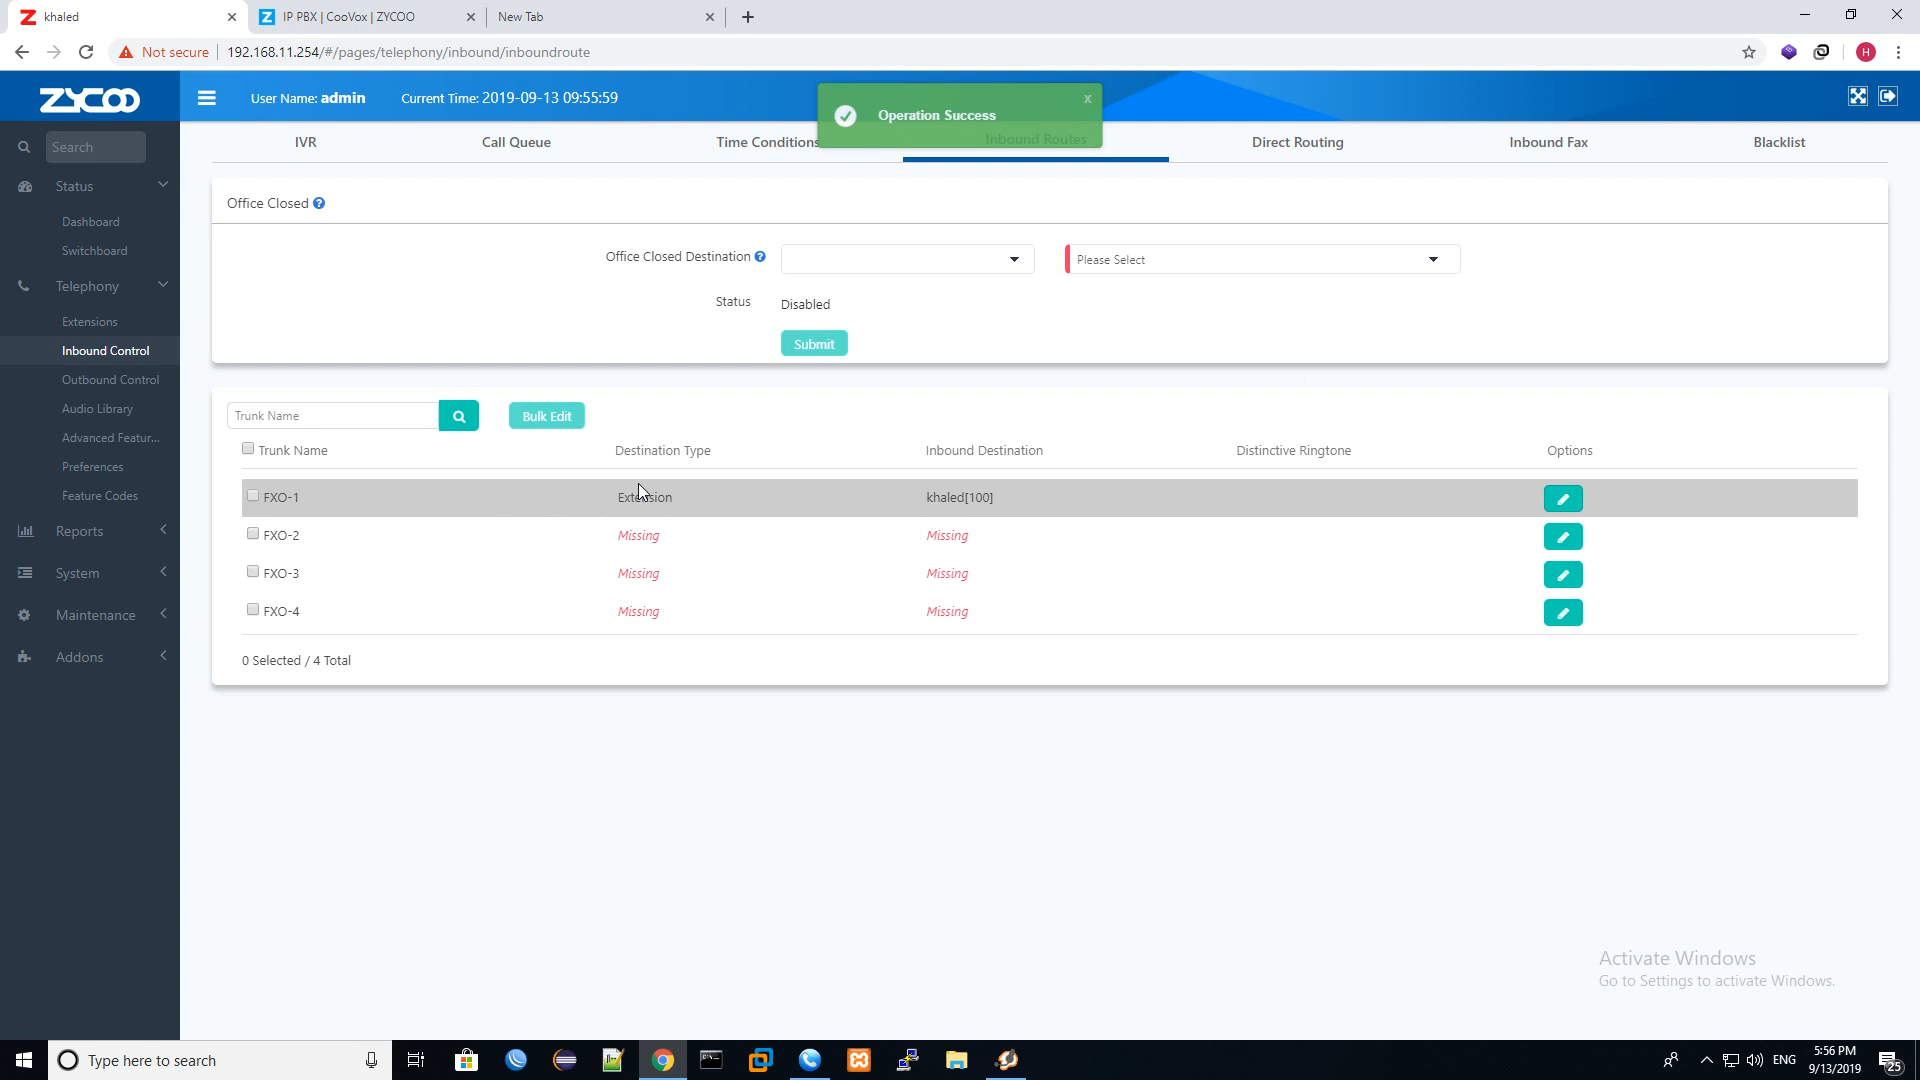 khaled
IP PBX | CooVox | ZYCOO
New Tab
Not secure
192.168.11.254/#/pages/telephony/inbound/inboundroute
H
ZYCOO
User Name: admin
Current Time: 2019-09-13 09:55:59
Operation Success
x
Search
IVR
Call Queue
Time Conditions
Inbound Routes
Direct Routing
Inbound Fax
Blacklist
Status
Dashboard
Switchboard
Telephony
Extensions
Inbound Control
Outbound Control
Audio Library
Advanced Featur...
Preferences
Feature Codes
Reports
System
Maintenance
Addons
Office Closed ?
Office Closed Destination ?
Please Select
Status
Disabled
Submit
Trunk Name
Bulk Edit
Trunk Name
Destination Type
Inbound Destination
Distinctive Ringtone
Options
FXO-1
Extension
khaled[100]
FXO-2
Missing
Missing
FXO-3
Missing
Missing
FXO-4
Missing
Missing
0 Selected / 4 Total
Activate Windows
Go to Settings to activate Windows.
Type here to search
ENG
5:56 PM
9/13/2019
25